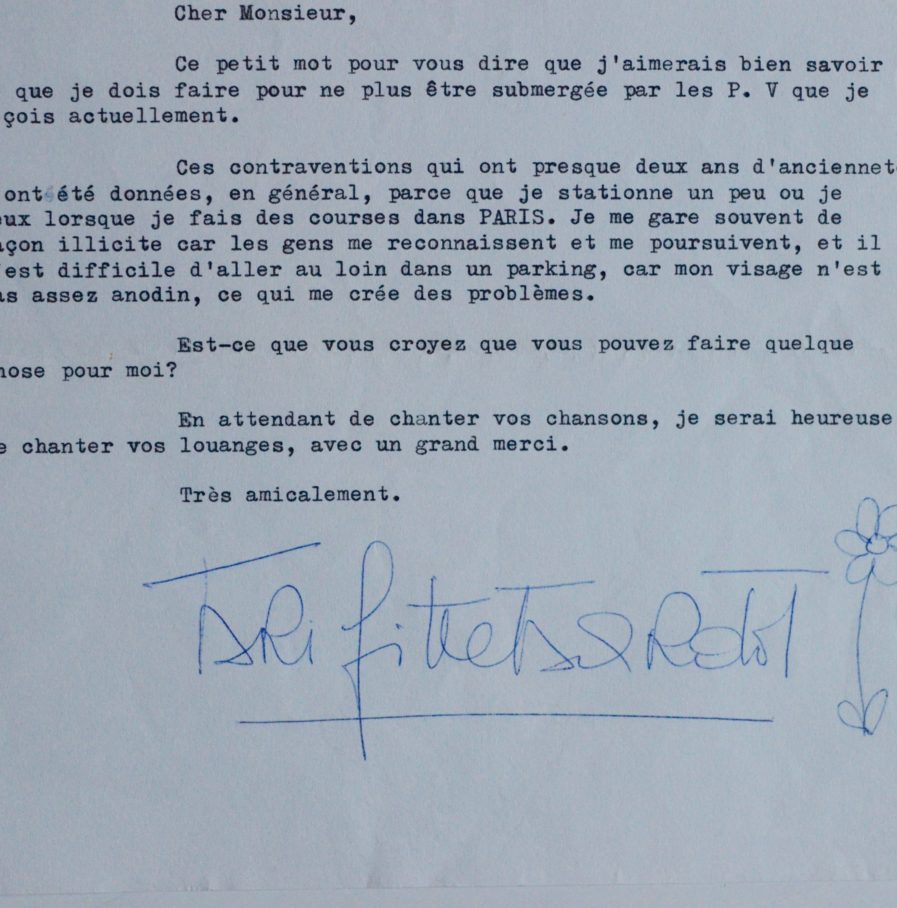 Cher Monsieur,
Ce petit mot pour vous dire que j'aimerais bien savoir
que je dois faire pour ne plus être submergée par les P. V que je
çois actuellement.
Ces contraventions qui ont presque deux ans d'anciennet
ont été données, en général, parce que je stationne un peu ou je
eux lorsque je fais des courses dans PARIS. Je me gare souvent de
açon illicite car les gens me reconnaissent et me poursuivent, et il
'est difficile d'aller au loin dans un parking, car mon visage n'est
as assez anodin, ce qui me crée des problèmes.
Est-ce que vous croyez que vous pouvez faire quelque
hose pour moi?
En attendant de chanter vos chansons, je serai heureuse
e chanter vos louanges, avec un grand merci.
Très amicalement.
BRigitte BARdot